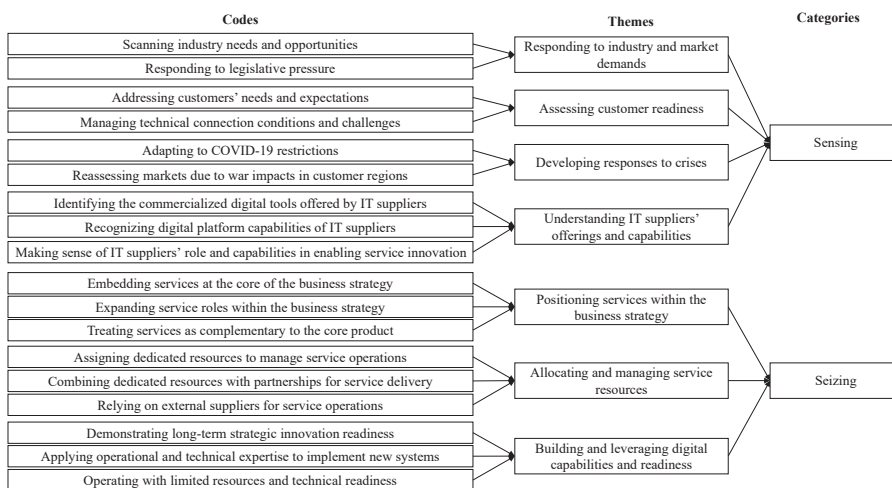 Codes
Themes
Categories
Scanning industry needs and opportunities
Responding to legislative pressure
Responding to industry and market
demands
Addressing customers' needs and expectations
Managing technical connection conditions and challenges
Assessing customer readiness
Adapting to COVID-19 restrictions
Reassessing markets due to war impacts in customer regions
Developing responses to crises
Identifying the commercialized digital tools offered by IT suppliers
Recognizing digital platform capabilities of IT suppliers
Making sense of IT suppliers' role and capabilities in enabling service innovation
Understanding IT suppliers'
offerings and capabilities
Sensing
Embedding services at the core of the business strategy
Expanding service roles within the business strategy
Treating services as complementary to the core product
Positioning services within the
business strategy
Assigning dedicated resources to manage service operations
Combining dedicated resources with partnerships for service delivery
Relying on external suppliers for service operations
Allocating and managing service
resources
Demonstrating long-term strategic innovation readiness
Applying operational and technical expertise to implement new systems
Operating with limited resources and technical readiness
Building and leveraging digital
capabilities and readiness
Seizing